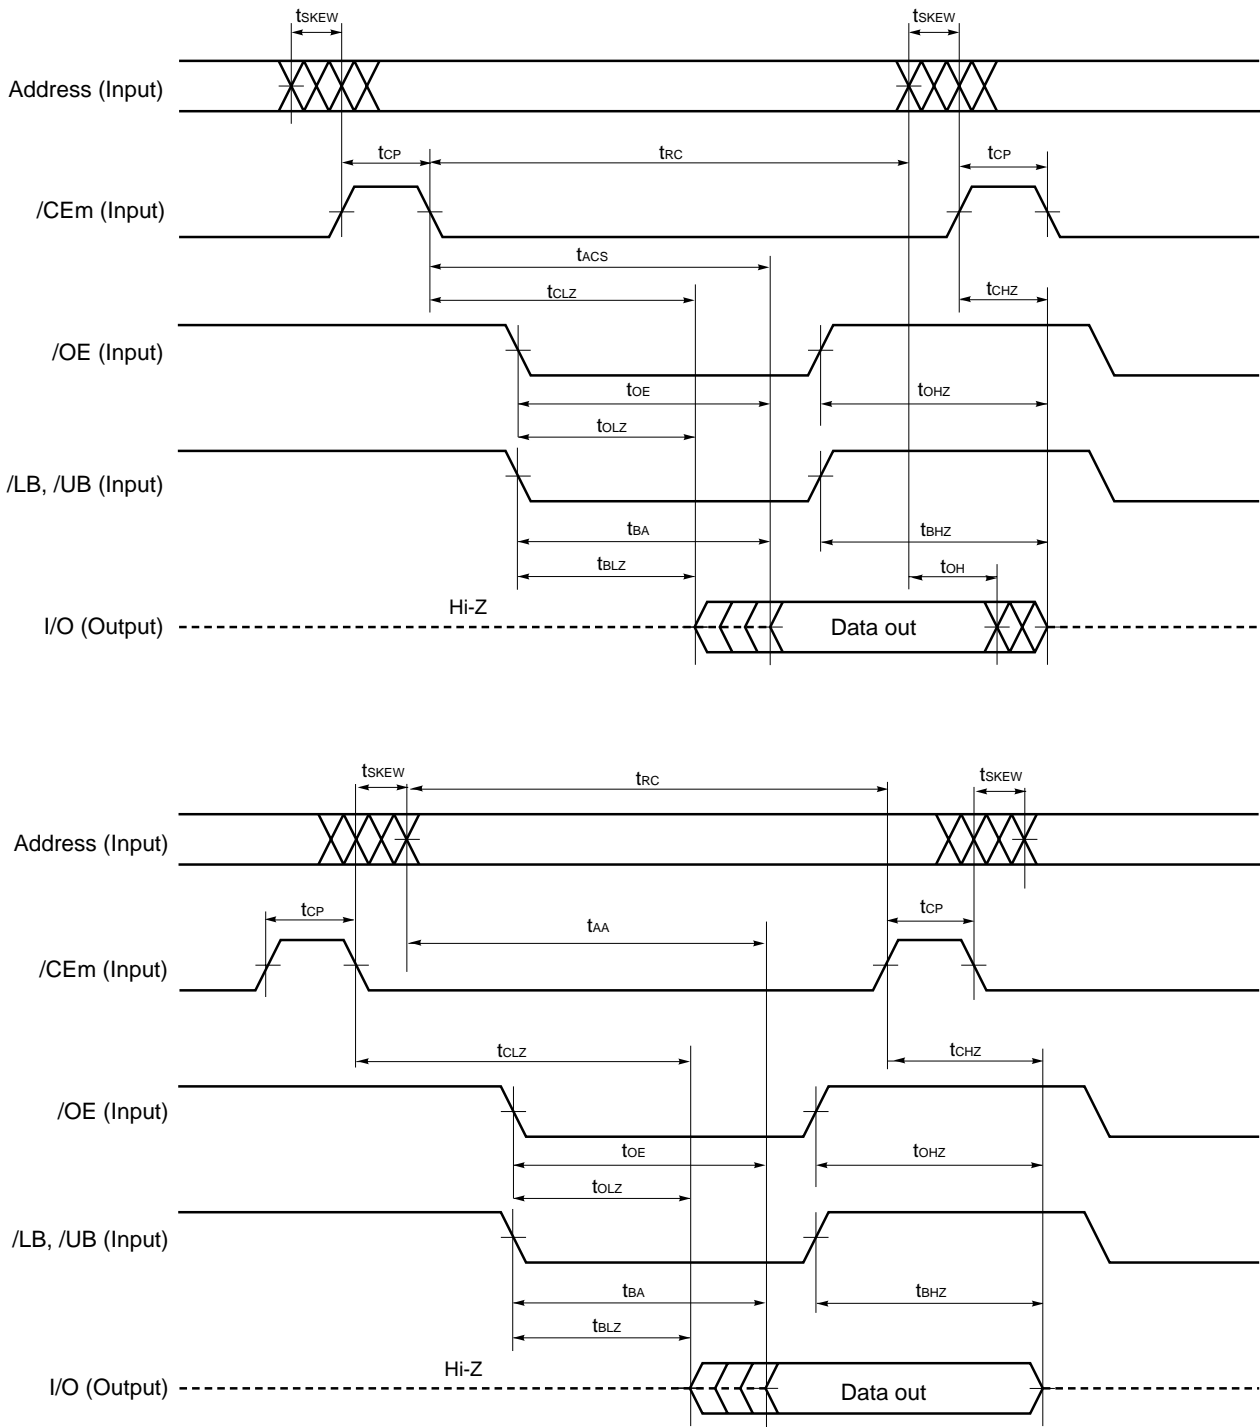 tSKEW tSKEW
Address (Input)
tCP tRC tCP
/CEm (Input)
tACS
tCLZ tCHZ
/OE (Input)
tOE tOHZ
tOLZ
/LB, /UB (Input)
tBA tBHZ
tBLZ tOH
Hi-Z
I/O (Output) Data out
tSKEW tRC tSKEW
Address (Input)
tCP tAA tCP
/CEm (Input)
tCLZ tCHZ
/OE (Input)
tOE tOHZ
tOLZ
/LB, /UB (Input)
tBA tBHZ
tBLZ
Hi-Z
I/O (Output) Data out